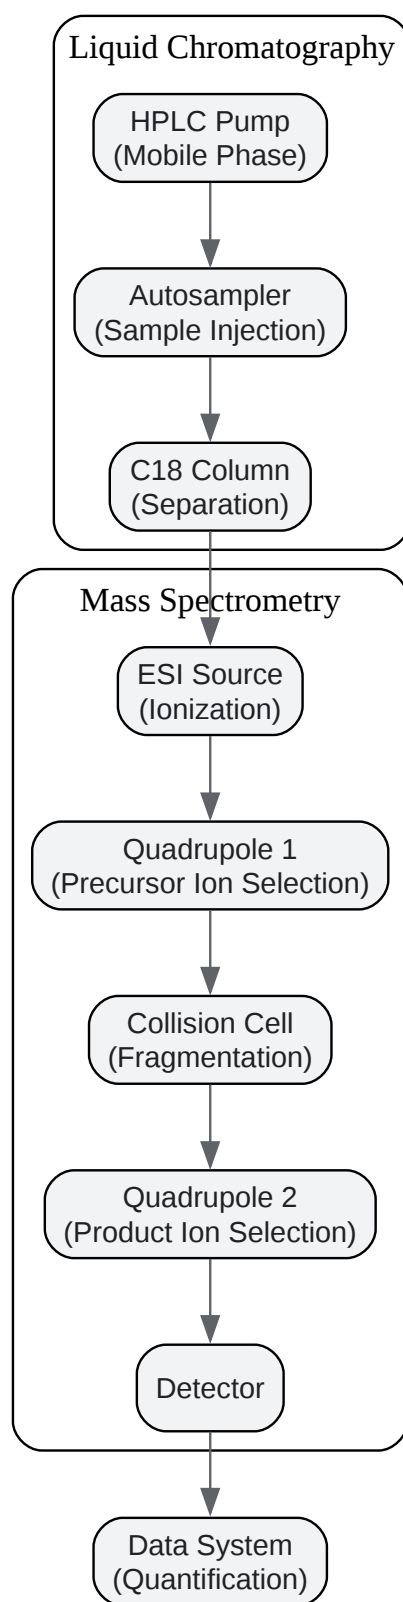 Liquid Chromatography
HPLC Pump
(Mobile Phase)
Autosampler
(Sample Injection)
C18 Column
(Separation)
Mass Spectrometry
ESI Source
(Ionization)
Quadrupole 1
(Precursor Ion Selection)
Collision Cell
(Fragmentation)
Quadrupole 2
(Product Ion Selection)
Detector
Data System
(Quantification)